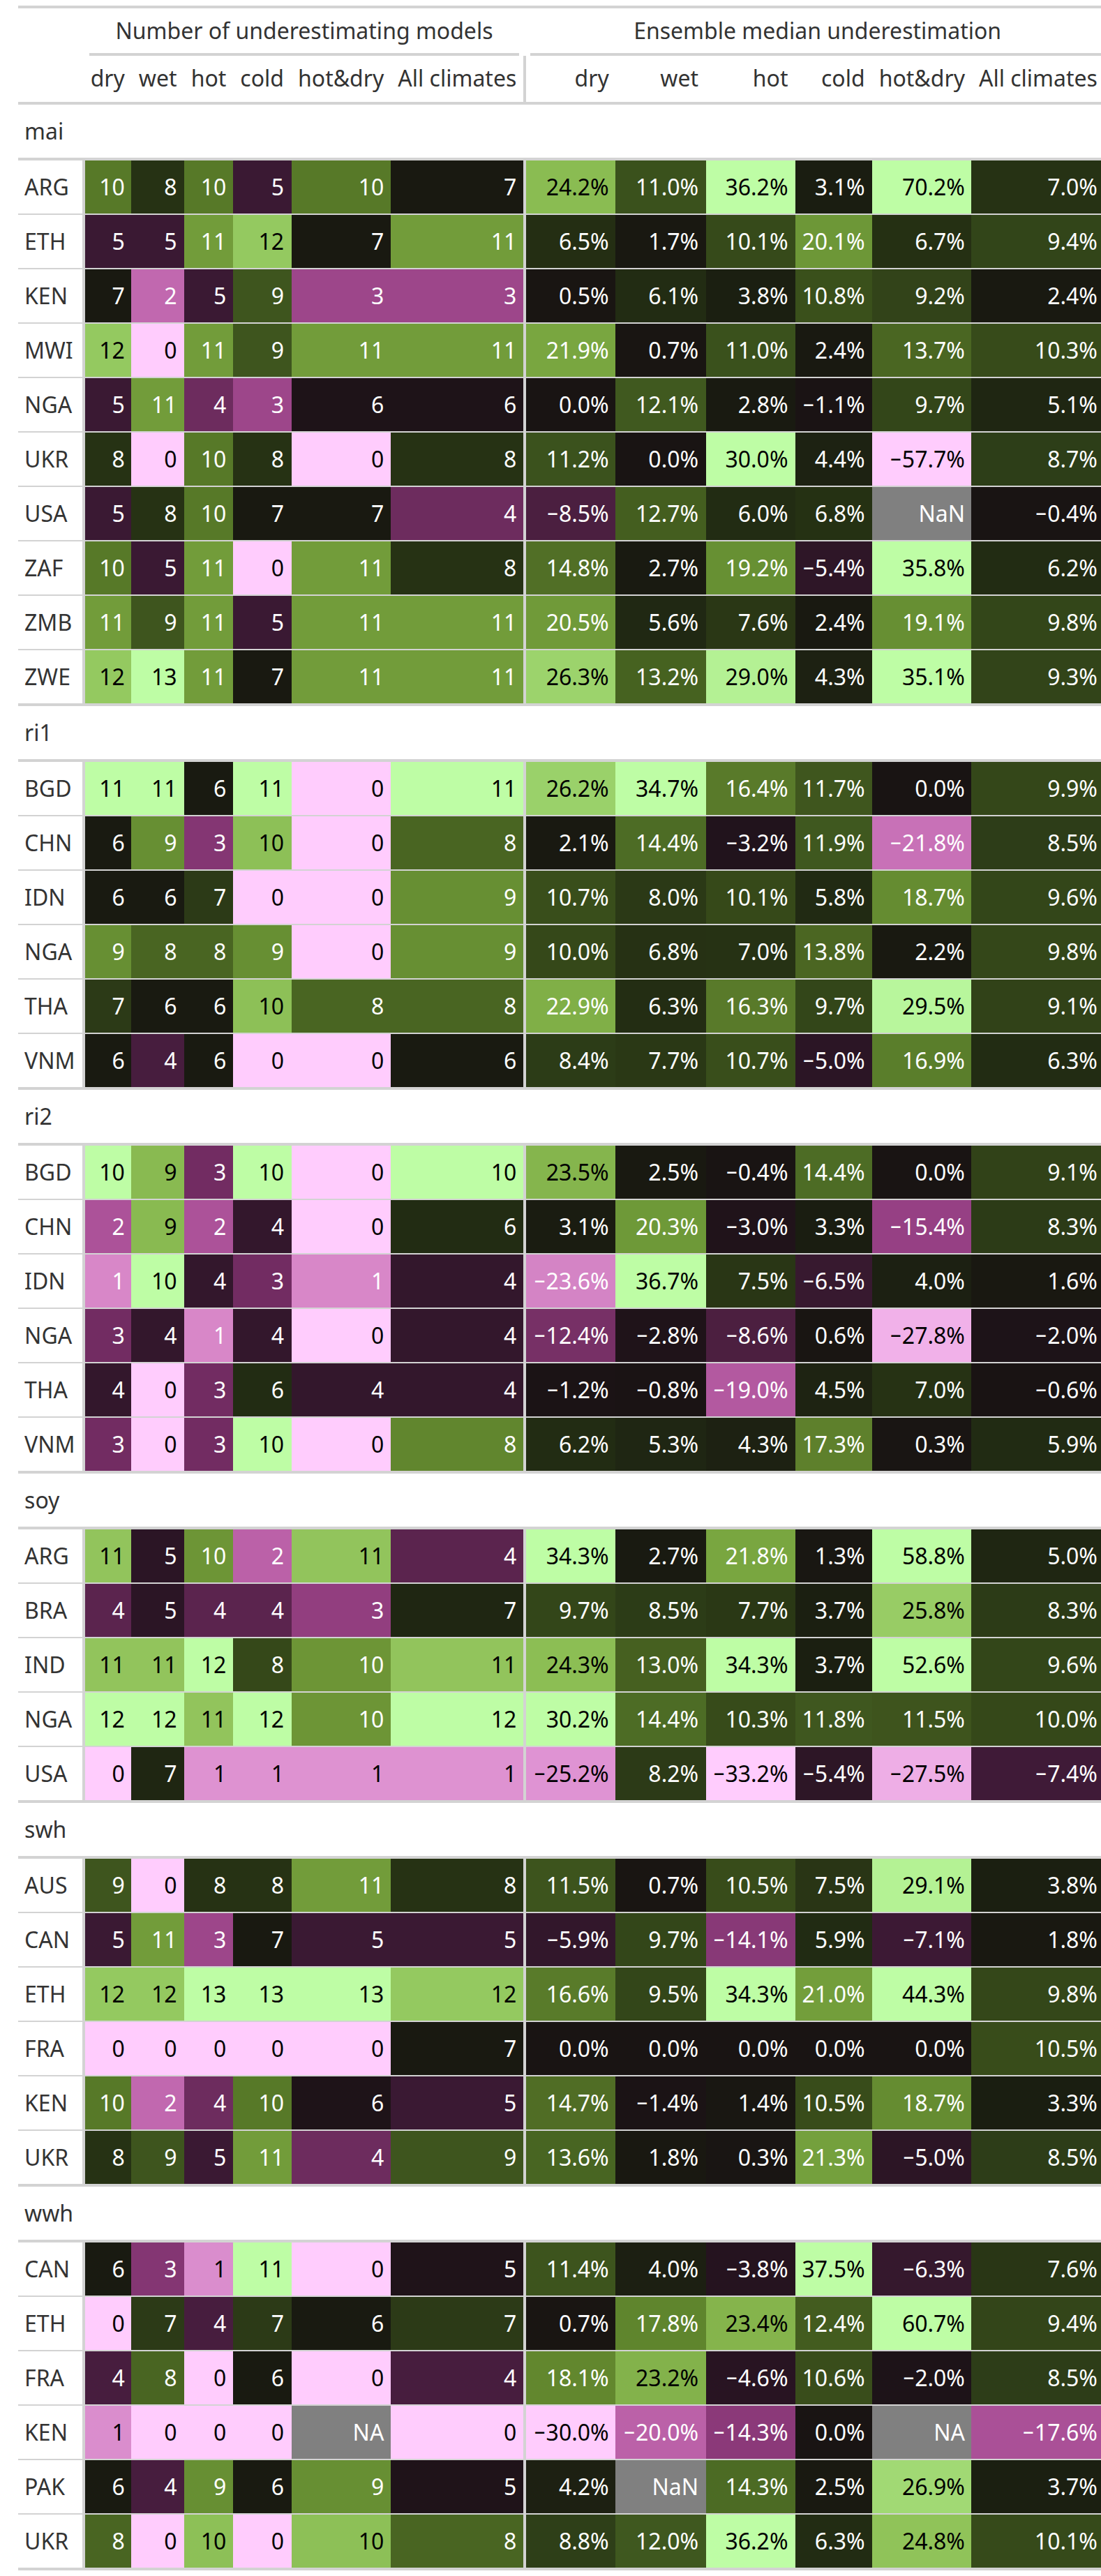 Number of underestimating models Ensemble median underestimation
dry wet hot cold hot&dry All climates dry wet hot cold hot&dry All climates
mai
ARG 10 8 10 5 10 7 24.2% 11.0% 36.2% 3.1% 70.2% 7.0%
ETH 5 5 11 12 7 11 6.5% 1.7% 10.1% 20.1% 6.7% 9.4%
KEN 7 2 5 9 3 3 0.5% 6.1% 3.8% 10.8% 9.2% 2.4%
MWI 12 0 11 9 11 11 21.9% 0.7% 11.0% 2.4% 13.7% 10.3%
NGA 5 11 4 3 6 6 0.0% 12.1% 2.8% −1.1% 9.7% 5.1%
UKR 8 0 10 8 0 8 11.2% 0.0% 30.0% 4.4% −57.7% 8.7%
USA 5 8 10 7 7 4 −8.5% 12.7% 6.0% 6.8% NaN −0.4%
ZAF 10 5 11 0 11 8 14.8% 2.7% 19.2% −5.4% 35.8% 6.2%
ZMB 11 9 11 5 11 11 20.5% 5.6% 7.6% 2.4% 19.1% 9.8%
ZWE 12 13 11 7 11 11 26.3% 13.2% 29.0% 4.3% 35.1% 9.3%
ri1
BGD 11 11 6 11 0 11 26.2% 34.7% 16.4% 11.7% 0.0% 9.9%
CHN 6 9 3 10 0 8 2.1% 14.4% −3.2% 11.9% −21.8% 8.5%
IDN 6 6 7 0 0 9 10.7% 8.0% 10.1% 5.8% 18.7% 9.6%
NGA 9 8 8 9 0 9 10.0% 6.8% 7.0% 13.8% 2.2% 9.8%
THA 7 6 6 10 8 8 22.9% 6.3% 16.3% 9.7% 29.5% 9.1%
VNM 6 4 6 0 0 6 8.4% 7.7% 10.7% −5.0% 16.9% 6.3%
ri2
BGD 10 9 3 10 0 10 23.5% 2.5% −0.4% 14.4% 0.0% 9.1%
CHN 2 9 2 4 0 6 3.1% 20.3% −3.0% 3.3% −15.4% 8.3%
IDN 1 10 4 3 1 4 −23.6% 36.7% 7.5% −6.5% 4.0% 1.6%
NGA 3 4 1 4 0 4 −12.4% −2.8% −8.6% 0.6% −27.8% −2.0%
THA 4 0 3 6 4 4 −1.2% −0.8% −19.0% 4.5% 7.0% −0.6%
VNM 3 0 3 10 0 8 6.2% 5.3% 4.3% 17.3% 0.3% 5.9%
soy
ARG 11 5 10 2 11 4 34.3% 2.7% 21.8% 1.3% 58.8% 5.0%
BRA 4 5 4 4 3 7 9.7% 8.5% 7.7% 3.7% 25.8% 8.3%
IND 11 11 12 8 10 11 24.3% 13.0% 34.3% 3.7% 52.6% 9.6%
NGA 12 12 11 12 10 12 30.2% 14.4% 10.3% 11.8% 11.5% 10.0%
USA 0 7 1 1 1 1 −25.2% 8.2% −33.2% −5.4% −27.5% −7.4%
swh
AUS 9 0 8 8 11 8 11.5% 0.7% 10.5% 7.5% 29.1% 3.8%
CAN 5 11 3 7 5 5 −5.9% 9.7% −14.1% 5.9% −7.1% 1.8%
ETH 12 12 13 13 13 12 16.6% 9.5% 34.3% 21.0% 44.3% 9.8%
FRA 0 0 0 0 0 7 0.0% 0.0% 0.0% 0.0% 0.0% 10.5%
KEN 10 2 4 10 6 5 14.7% −1.4% 1.4% 10.5% 18.7% 3.3%
UKR 8 9 5 11 4 9 13.6% 1.8% 0.3% 21.3% −5.0% 8.5%
wwh
CAN 6 3 1 11 0 5 11.4% 4.0% −3.8% 37.5% −6.3% 7.6%
ETH 0 7 4 7 6 7 0.7% 17.8% 23.4% 12.4% 60.7% 9.4%
FRA 4 8 0 6 0 4 18.1% 23.2% −4.6% 10.6% −2.0% 8.5%
KEN 1 0 0 0 NA 0 −30.0% −20.0% −14.3% 0.0% NA −17.6%
PAK 6 4 9 6 9 5 4.2% NaN 14.3% 2.5% 26.9% 3.7%
UKR 8 0 10 0 10 8 8.8% 12.0% 36.2% 6.3% 24.8% 10.1%